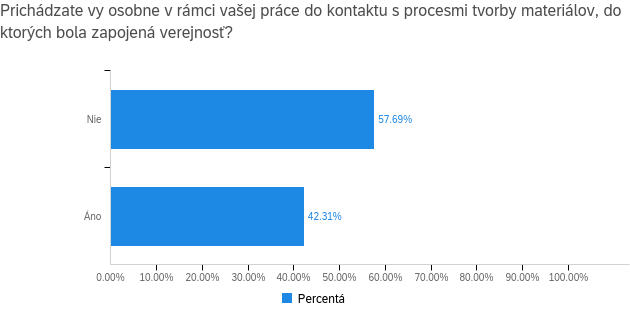 Prichádzate vy osobne v rámci vašej práce do kontaktu s procesmi tvorby materiálov, do
ktorých bola zapojená verejnosť?
Nie
57.69%
Áno
42.31%
0.00% 10.00% 20.00% 30.00% 40.00% 50.00% 60.00% 70.00% 80.00% 90.00% 100.00%
Percentá